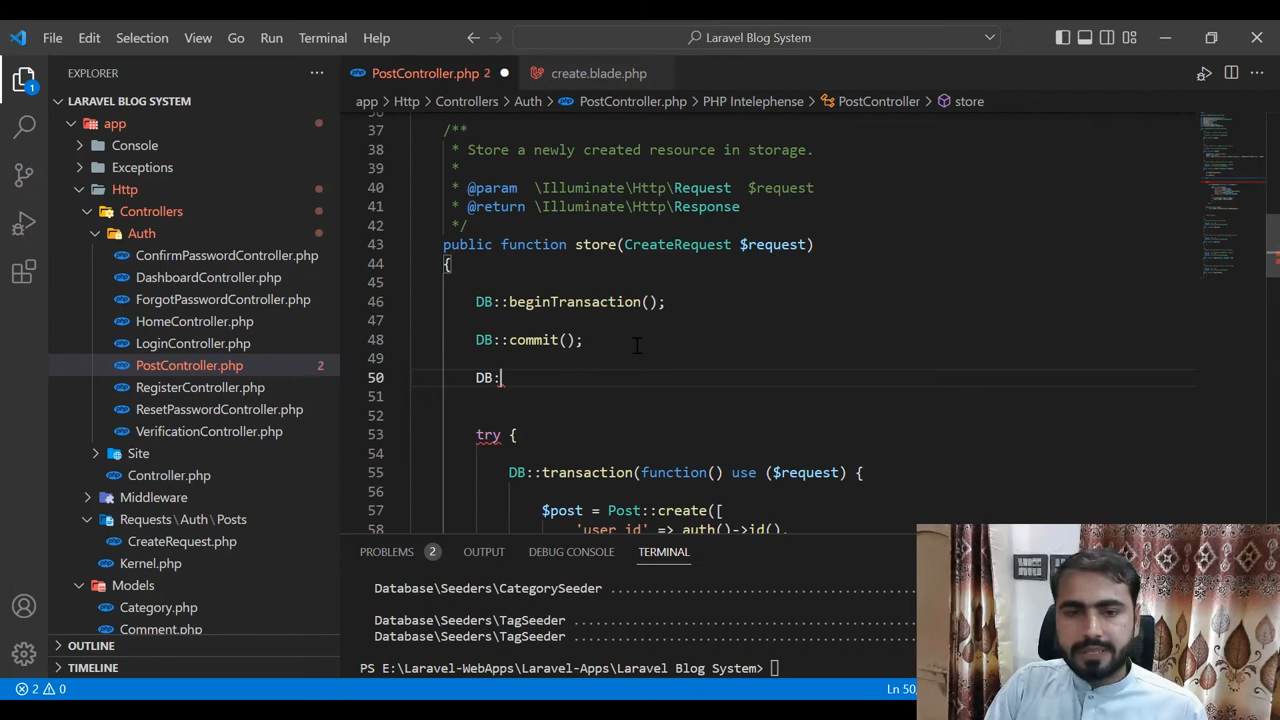 File Edit Selection View Go Run Terminal Help Laravel Blog System
EXPLORER PostController.php 2 create.blade.php
LARAVEL BLOG SYSTEM app Http Controllers Auth PostController.php PHP Intelephense PostController store
app
Console
Exceptions
Http
Controllers
Auth
ConfirmPasswordController.php
DashboardController.php
ForgotPasswordController.php
HomeController.php
LoginController.php
PostController.php 2
RegisterController.php
ResetPasswordController.php
VerificationController.php
Site
Controller.php
Middleware
Requests\Auth\Posts
CreateRequest.php
Kernel.php
Models
Category.php
Comment.php
OUTLINE
TIMELINE
1
37 /**
38 * Store a newly created resource in storage.
39 *
40 * @param \Illuminate\Http\Request $request
41 * @return \Illuminate\Http\Response
42 */
43 public function store(CreateRequest $request)
44 {
45
46 DB::beginTransaction();
47
48 DB::commit();
49
50 DB:
51
52
53 try {
54
55 DB::transaction(function() use ($request) {
56
57 $post = Post::create([
58 'user_id' => auth()->id(),
PROBLEMS 2 OUTPUT DEBUG CONSOLE TERMINAL
Database\Seeders\CategorySeeder ........................................
Database\Seeders\TagSeeder ..............................................
Database\Seeders\TagSeeder ..............................................
PS E:\Laravel-WebApps\Laravel-Apps\Laravel Blog System>
2 0 Ln 50,